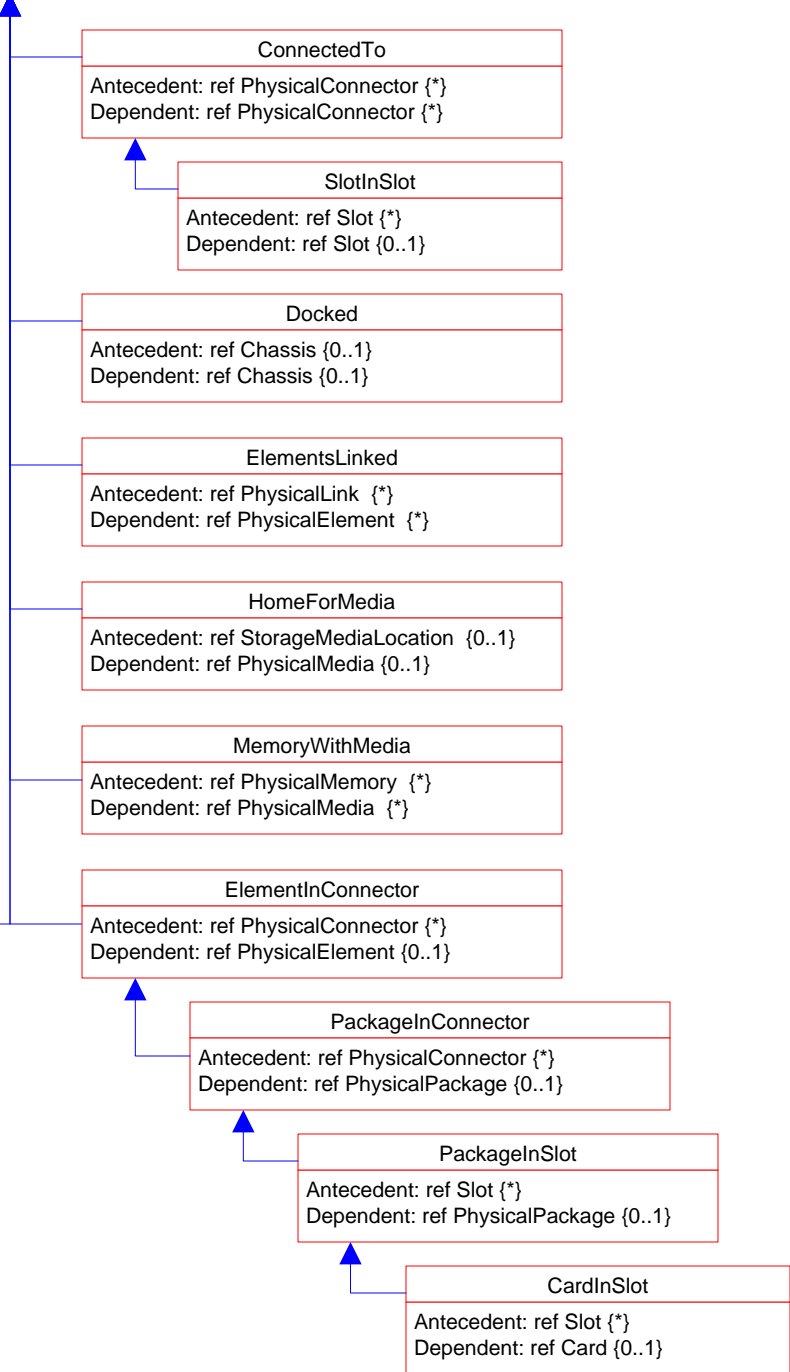 ConnectedTo
Antecedent: ref PhysicalConnector {*}
Dependent: ref PhysicalConnector {*}
SlotInSlot
Antecedent: ref Slot {*}
Dependent: ref Slot {0..1}
Docked
Antecedent: ref Chassis {0..1}
Dependent: ref Chassis {0..1}
ElementsLinked
Antecedent: ref PhysicalLink  {*}
Dependent: ref PhysicalElement  {*}
HomeForMedia
Antecedent: ref StorageMediaLocation  {0..1}
Dependent: ref PhysicalMedia {0..1}
MemoryWithMedia
Antecedent: ref PhysicalMemory  {*}
Dependent: ref PhysicalMedia  {*}
ElementInConnector
Antecedent: ref PhysicalConnector {*}
Dependent: ref PhysicalElement {0..1}
PackageInConnector
Antecedent: ref PhysicalConnector {*}
Dependent: ref PhysicalPackage {0..1}
PackageInSlot
Antecedent: ref Slot {*}
Dependent: ref PhysicalPackage {0..1}
CardInSlot
Antecedent: ref Slot {*}
Dependent: ref Card {0..1}